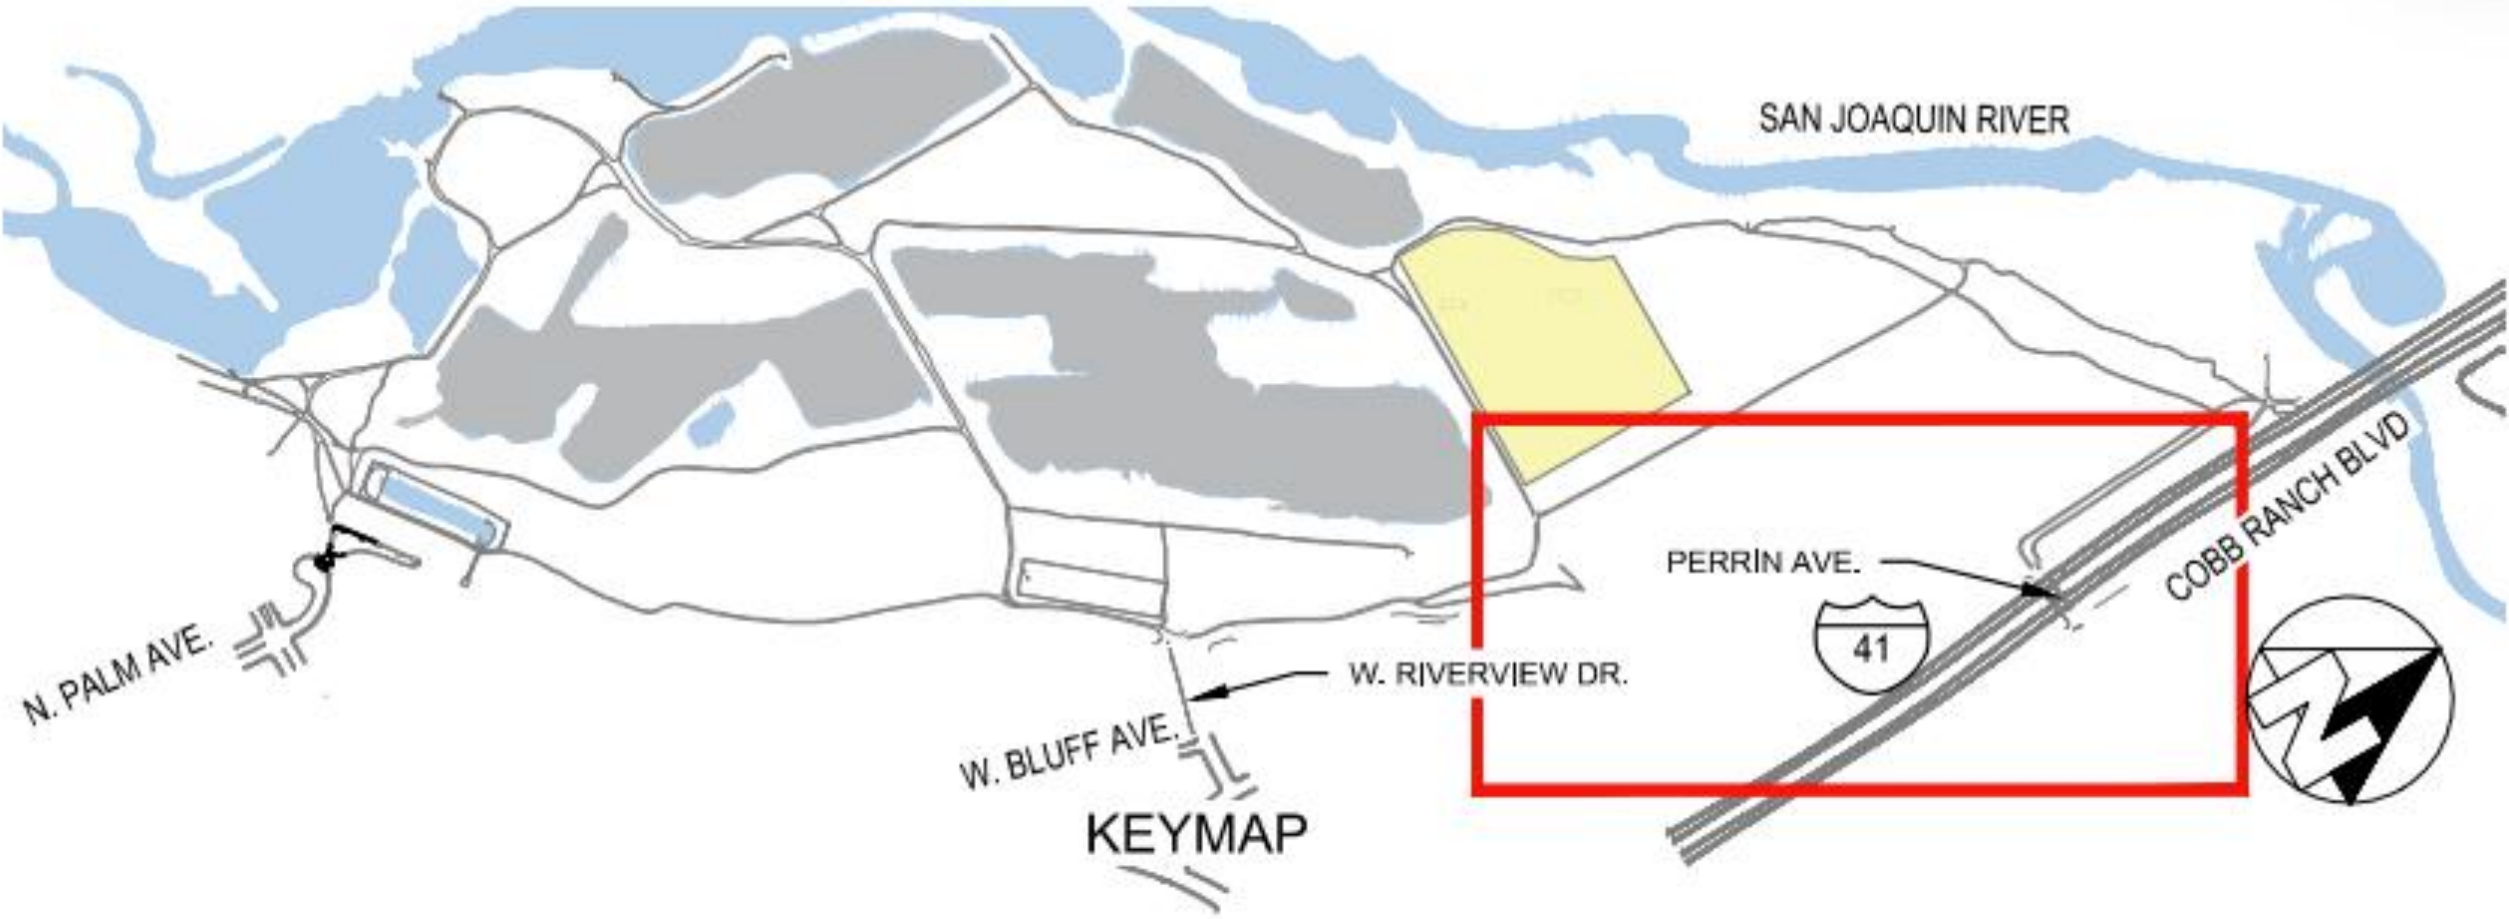 SAN JOAQUIN RIVER
COBB RANCH BLVD
PERRIN AVE.
41
N. PALM AVE.
W. RIVERVIEW DR.
W. BLUFF AVE.
N
KEYMAP